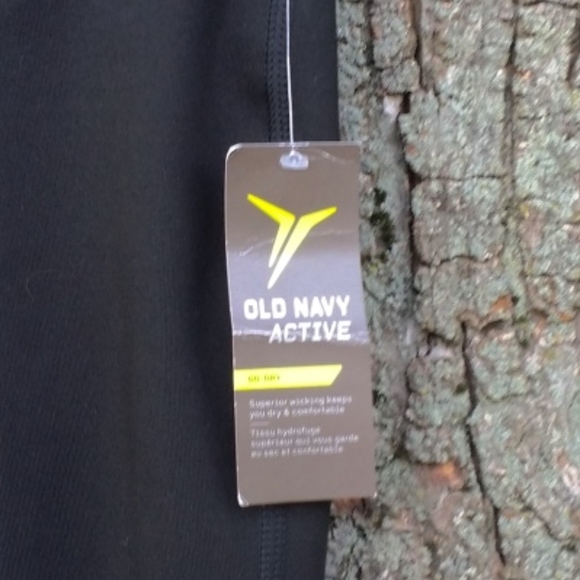 OLD NAVY
ACTIVE
GO-DRY
Superior wicking keeps
you dry & comfortable
Tissu hydrofuge
supérieur qui vous garde
au sec et confortable